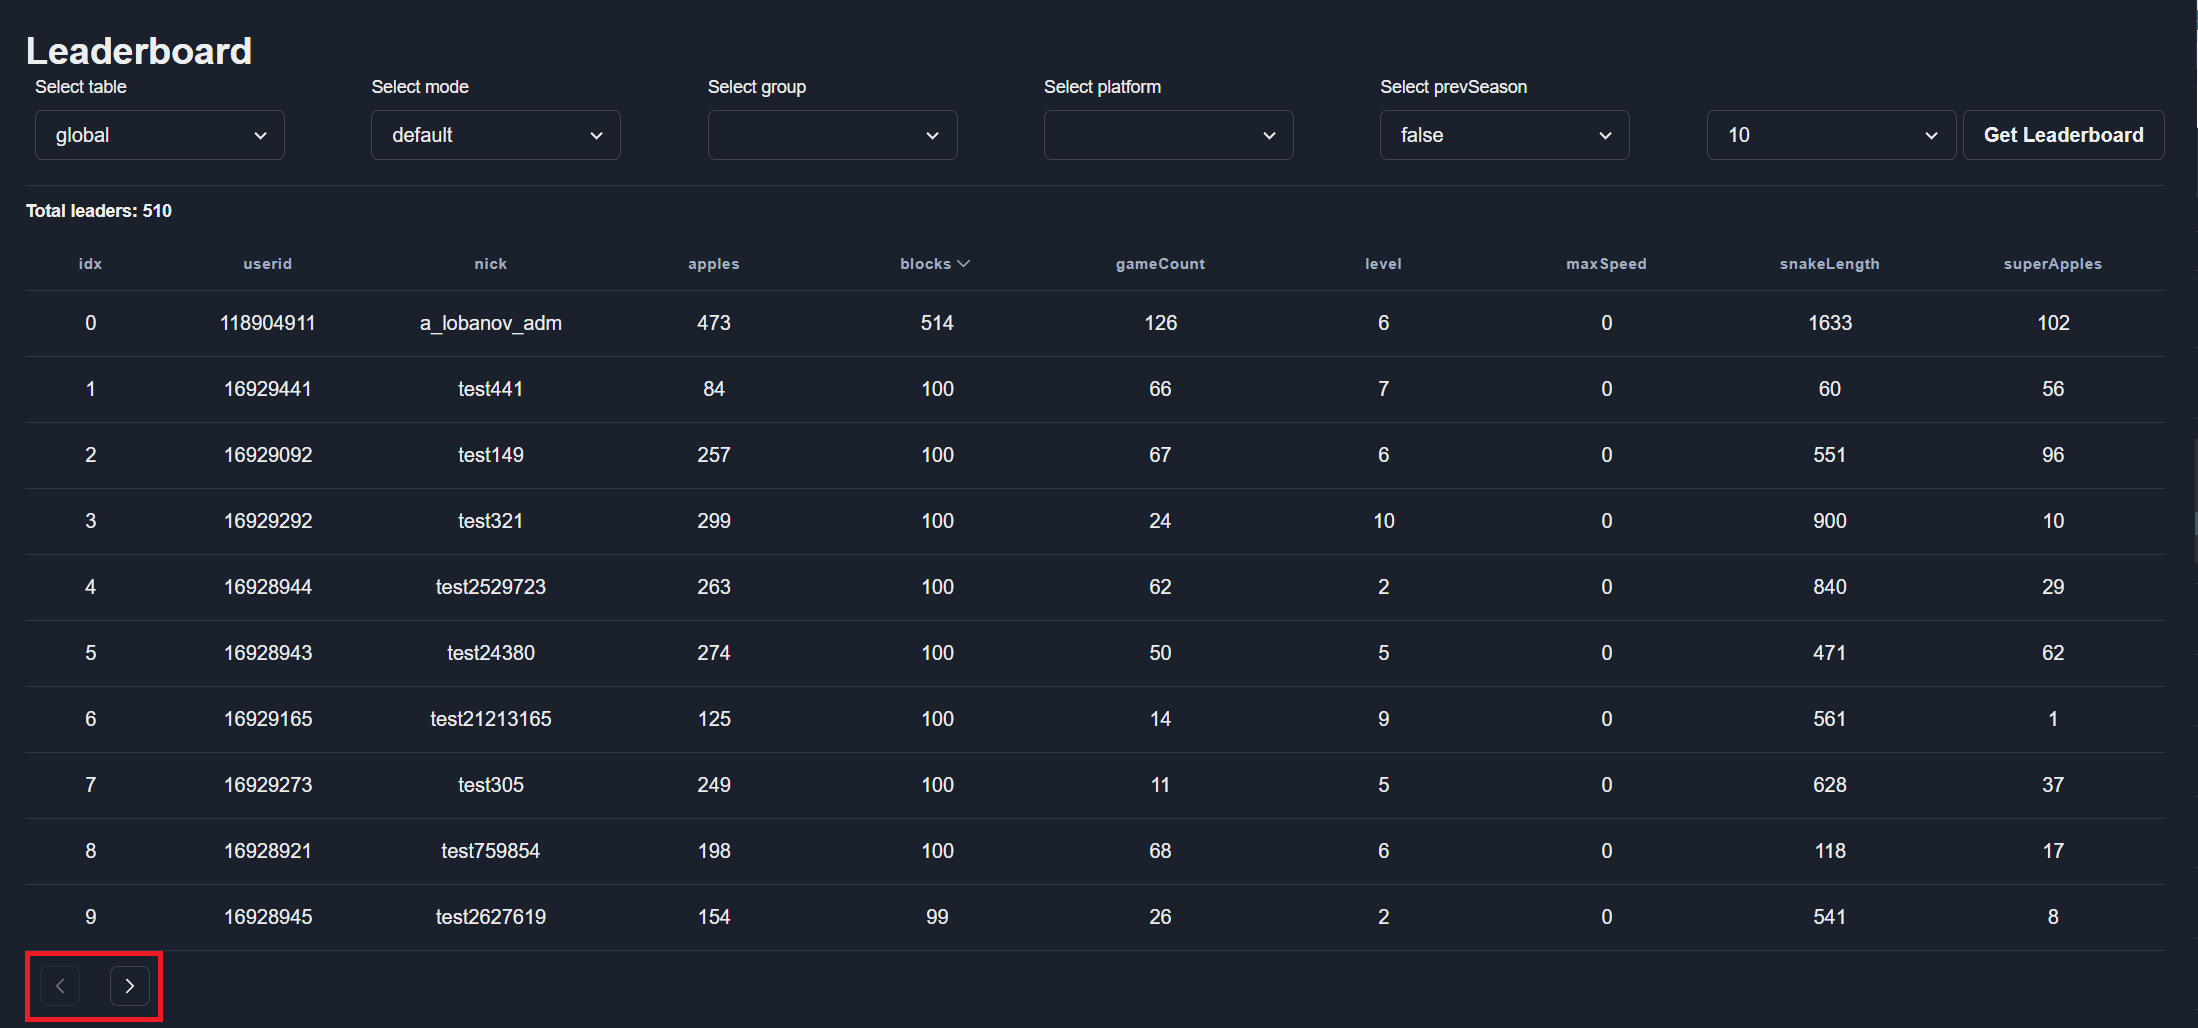 Leaderboard
Select table Select mode Select group Select platform Select prevSeason
global default false 10 Get Leaderboard
Total leaders: 510
idx userid nick apples blocks gameCount level maxSpeed snakeLength superApples
0 118904911 a_lobanov_adm 473 514 126 6 0 1633 102
1 16929441 test441 84 100 66 7 0 60 56
2 16929092 test149 257 100 67 6 0 551 96
3 16929292 test321 299 100 24 10 0 900 10
4 16928944 test2529723 263 100 62 2 0 840 29
5 16928943 test24380 274 100 50 5 0 471 62
6 16929165 test21213165 125 100 14 9 0 561 1
7 16929273 test305 249 100 11 5 0 628 37
8 16928921 test759854 198 100 68 6 0 118 17
9 16928945 test2627619 154 99 26 2 0 541 8